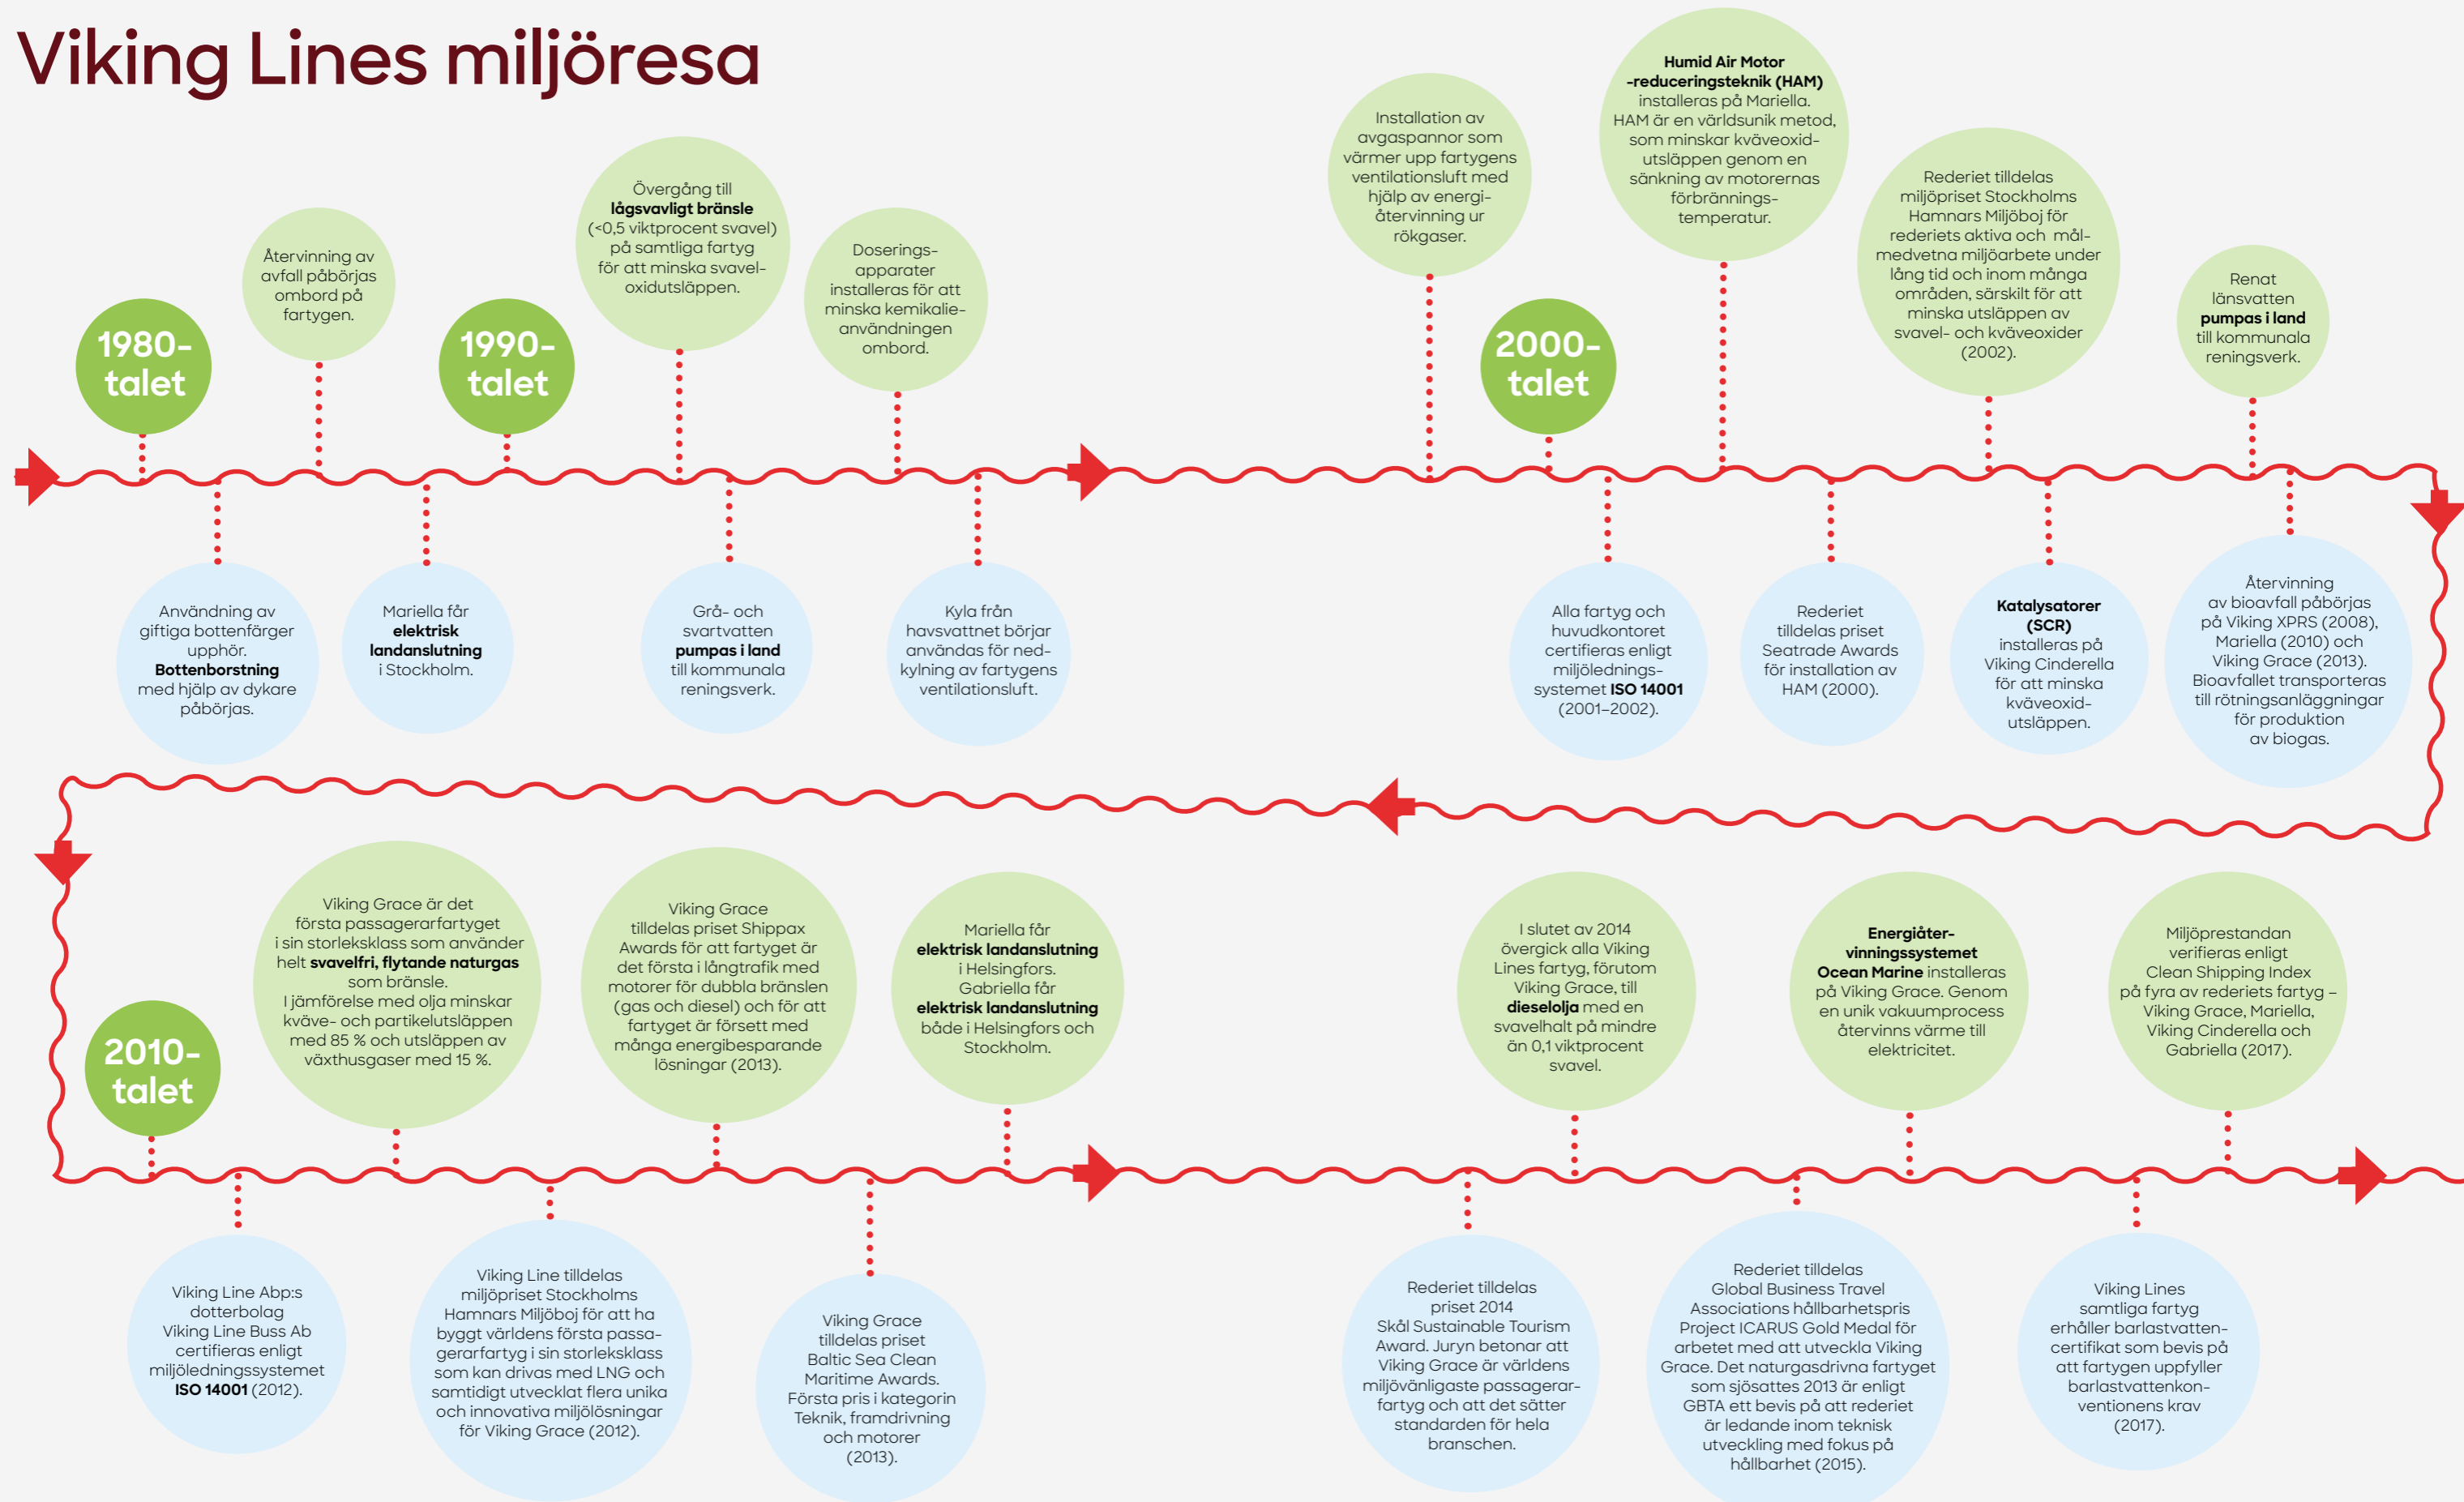 Viking Lines miljöresa
1980-
talet
Användning av
giftiga bottenfärger
upphör.
Bottenborstning
med hjälp av dykare
påbörjas.
Återvinning av
avfall påbörjas
ombord på
fartygen.
Mariella får
elektrisk
landanslutning
i Stockholm.
1990-
talet
Övergång till
lågsvavligt bränsle
(<0,5 viktprocent svavel)
på samtliga fartyg
för att minska svavel-
oxidutsläppen.
Grå- och
svartvatten
pumpas i land
till kommunala
reningsverk.
Doserings-
apparater
installeras för att
minska kemikalie-
användningen
ombord.
Kyla från
havsvattnet börjar
användas för ned-
kylning av fartygens
ventilationsluft.
Installation av
avgaspannor som
värmer upp fartygens
ventilationsluft med
hjälp av energi-
återvinning ur
rökgaser.
2000-
talet
Alla fartyg och
huvudkontoret
certifieras enligt
miljölednings-
systemet ISO 14001
(2001–2002).
Humid Air Motor
-reduceringsteknik (HAM)
installeras på Mariella.
HAM är en världsunik metod,
som minskar kväveoxid-
utsläppen genom en
sänkning av motorernas
förbrännings-
temperatur.
Rederiet
tilldelas priset
Seatrade Awards
för installation av
HAM (2000).
Rederiet tilldelas
miljöpriset Stockholms
Hamnars Miljöboj för
rederiets aktiva och mål-
medvetna miljöarbete under
lång tid och inom många
områden, särskilt för att
minska utsläppen av
svavel- och kväveoxider
(2002).
Katalysatorer
(SCR)
installeras på
Viking Cinderella
för att minska
kväveoxid-
utsläppen.
Renat
länsvatten
pumpas i land
till kommunala
reningsverk.
Återvinning
av bioavfall påbörjas
på Viking XPRS (2008),
Mariella (2010) och
Viking Grace (2013).
Bioavfallet transporteras
till rötningsanläggningar
för produktion
av biogas.
2010-
talet
Viking Line Abp:s
dotterbolag
Viking Line Buss Ab
certifieras enligt
miljöledningssystemet
ISO 14001 (2012).
Viking Grace är det
första passagerarfartyget
i sin storleksklass som använder
helt svavelfri, flytande naturgas
som bränsle.
I jämförelse med olja minskar
kväve- och partikelutsläppen
med 85 % och utsläppen av
växthusgaser med 15 %.
Viking Line tilldelas
miljöpriset Stockholms
Hamnars Miljöboj för att ha
byggt världens första passa-
gerarfartyg i sin storleksklass
som kan drivas med LNG och
samtidigt utvecklat flera unika
och innovativa miljölösningar
för Viking Grace (2012).
Viking Grace
tilldelas priset Shippax
Awards för att fartyget är
det första i långtrafik med
motorer för dubbla bränslen
(gas och diesel) och för att
fartyget är försett med
många energibesparande
lösningar (2013).
Viking Grace
tilldelas priset
Baltic Sea Clean
Maritime Awards.
Första pris i kategorin
Teknik, framdrivning
och motorer
(2013).
Mariella får
elektrisk landanslutning
i Helsingfors.
Gabriella får
elektrisk landanslutning
både i Helsingfors och
Stockholm.
Rederiet tilldelas
priset 2014
Skål Sustainable Tourism
Award. Juryn betonar att
Viking Grace är världens
miljövänligaste passagerar-
fartyg och att det sätter
standarden för hela
branschen.
I slutet av 2014
övergick alla Viking
Lines fartyg, förutom
Viking Grace, till
dieselolja med en
svavelhalt på mindre
än 0,1 viktprocent
svavel.
Rederiet tilldelas
Global Business Travel
Associations hållbarhetspris
Project ICARUS Gold Medal för
arbetet med att utveckla Viking
Grace. Det naturgasdrivna fartyget
som sjösattes 2013 är enligt
GBTA ett bevis på att rederiet
är ledande inom teknisk
utveckling med fokus på
hållbarhet (2015).
Energiåter-
vinningssystemet
Ocean Marine installeras
på Viking Grace. Genom
en unik vakuumprocess
återvinns värme till
elektricitet.
Viking Lines
samtliga fartyg
erhåller barlastvatten-
certifikat som bevis på
att fartygen uppfyller
barlastvattenkon-
ventionens krav
(2017).
Miljöprestandan
verifieras enligt
Clean Shipping Index
på fyra av rederiets fartyg –
Viking Grace, Mariella,
Viking Cinderella och
Gabriella (2017).